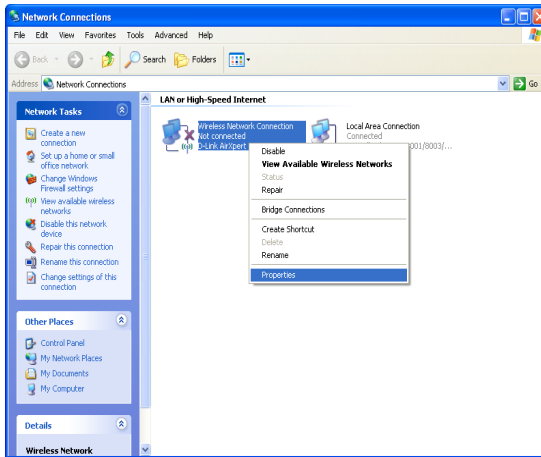 Network Connections
File Edit View Favorites Tools Advanced Help
Back Search Folders
Address Network Connections Go
Network Tasks
Create a new
connection
Set up a home or small
office network
Change Windows
Firewall settings
View available wireless
networks
Disable this network
device
Repair this connection
Rename this connection
Change settings of this
connection
Other Places
Control Panel
My Network Places
My Documents
My Computer
Details
Wireless Network
LAN or High-Speed Internet
Wireless Network Connection
Not connected
D-Link AirXpert
Local Area Connection
Connected
001/8003/...
Disable
View Available Wireless Networks
Status
Repair
Bridge Connections
Create Shortcut
Delete
Rename
Properties